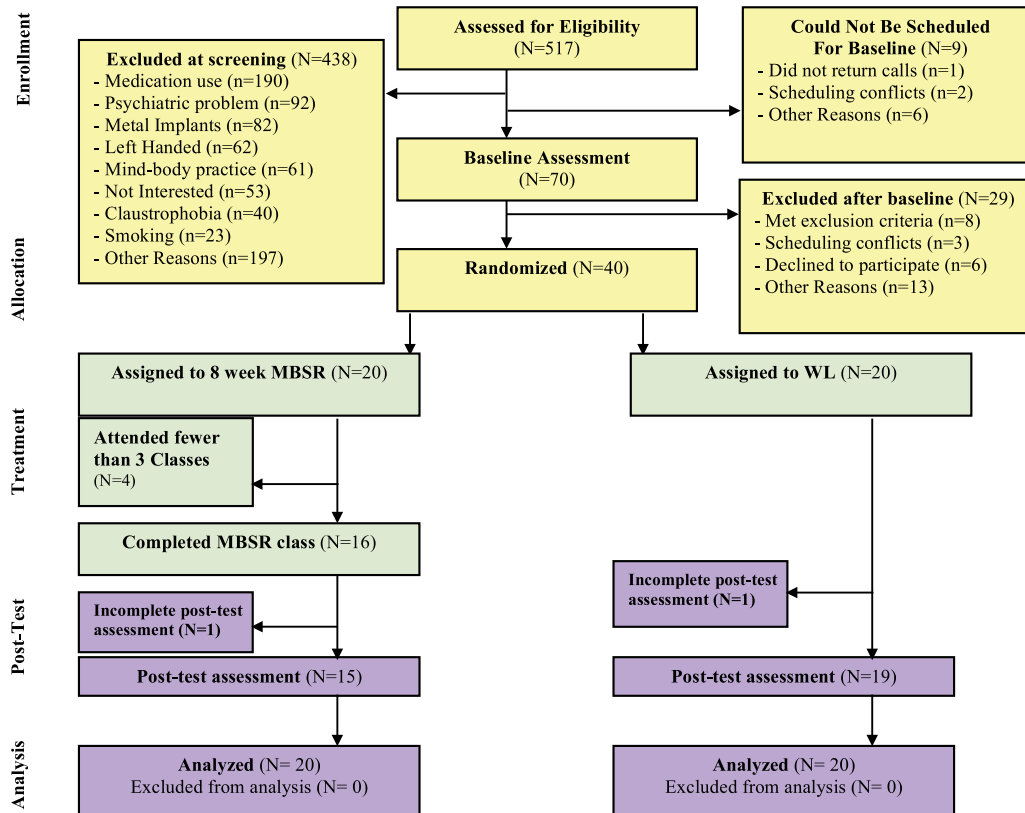 Enrollment
Assessed for Eligibility
(N=517)
Could Not Be Scheduled
For Baseline (N=9)
- Did not return calls (n=1)
- Scheduling conflicts (n=2)
- Other Reasons (n=6)
Excluded at screening (N=438)
- Medication use (n=190)
- Psychiatric problem (n=92)
- Metal Implants (n=82)
- Left Handed (n=62)
- Mind-body practice (n=61)
- Not Interested (n=53)
- Claustrophobia (n=40)
- Smoking (n=23)
- Other Reasons (n=197)
Baseline Assessment
(N=70)
Excluded after baseline (N=29)
- Met exclusion criteria (n=8)
- Scheduling conflicts (n=3)
- Declined to participate (n=6)
- Other Reasons (n=13)
Allocation
Randomized (N=40)
Treatment
Assigned to 8 week MBSR (N=20)
Assigned to WL (N=20)
Attended fewer
than 3 Classes
(N=4)
Completed MBSR class (N=16)
Post-Test
Incomplete post-test
assessment (N=1)
Incomplete post-test
assessment (N=1)
Post-test assessment (N=15)
Post-test assessment (N=19)
Analysis
Analyzed (N= 20)
Excluded from analysis (N= 0)
Analyzed (N= 20)
Excluded from analysis (N= 0)